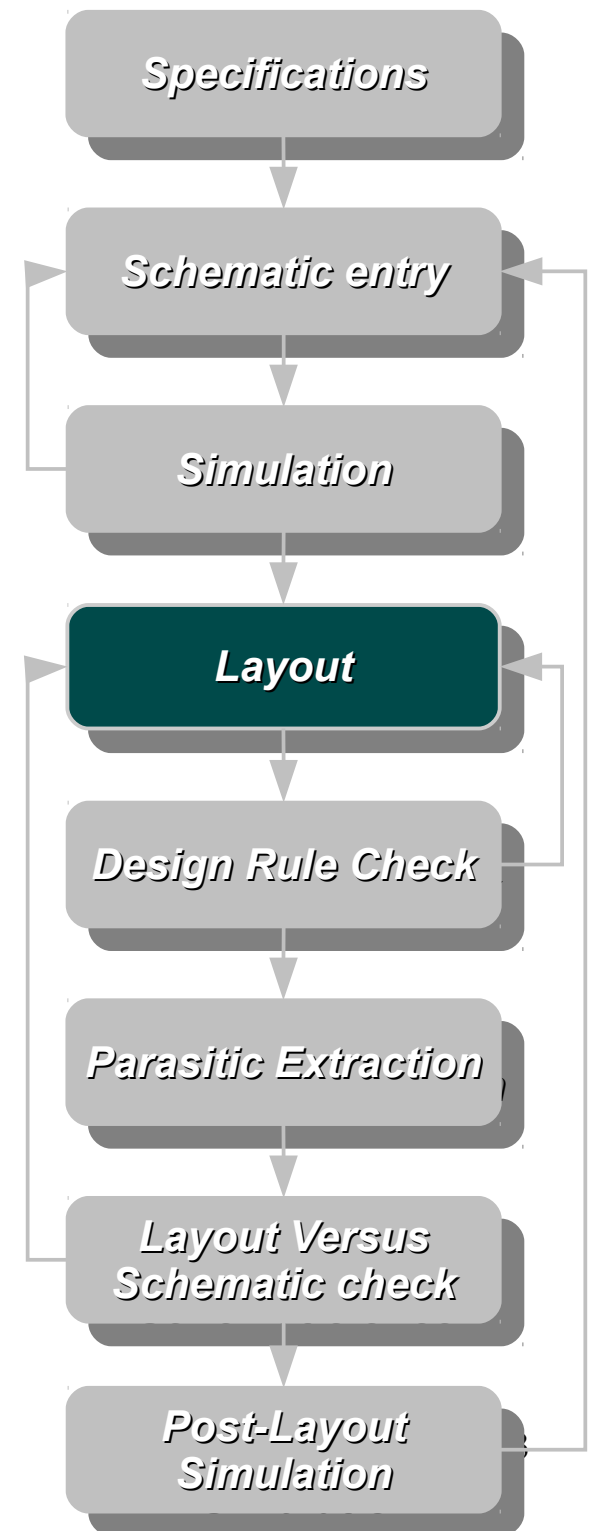 Specifications
Schematic entry
Simulation
Layout
Design Rule Check
Parasitic Extraction
Layout Versus
Schematic check
Post-Layout
Simulation